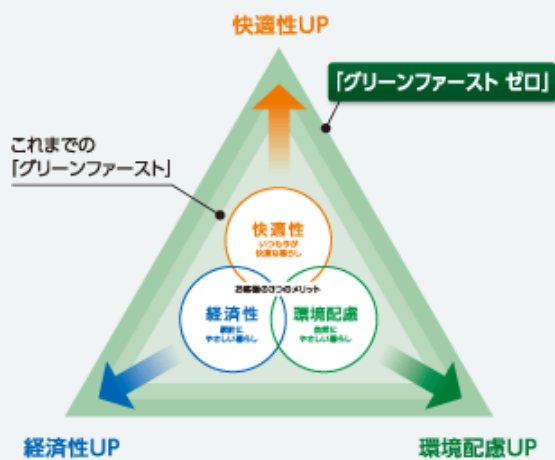 快適性UP
「グリーンファースト ゼロ」
これまでの
「グリーンファースト」
快適性
いつも今が
快適な暮らし
お客様の3つのメリット
経済性
家計に
やさしい暮らし
環境配慮
自然に
やさしい暮らし
経済性UP
環境配慮UP